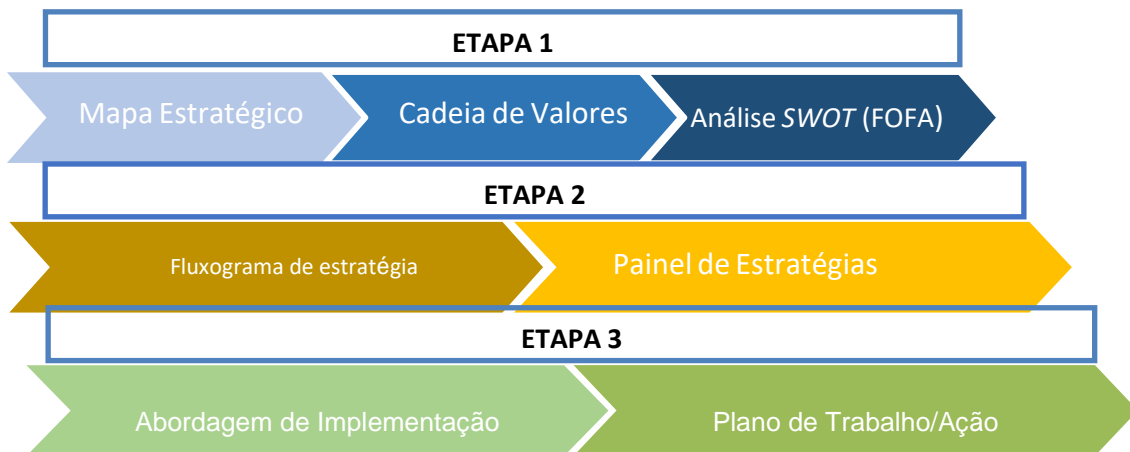 ETAPA 1
Mapa Estratégico
Cadeia de Valores
Análise SWOT (FOFA)
ETAPA 2
Fluxograma de estratégia
Painel de Estratégias
ETAPA 3
Abordagem de Implementação
Plano de Trabalho/Ação